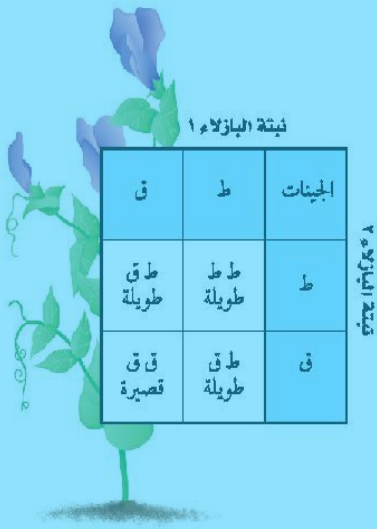 نبتة البازلاء ١
الجينات ط ق
نبتة البازلاء ٢
ط ط ط ط ق
طويلة طويلة
ق ط ق ق ق
طويلة قصيرة